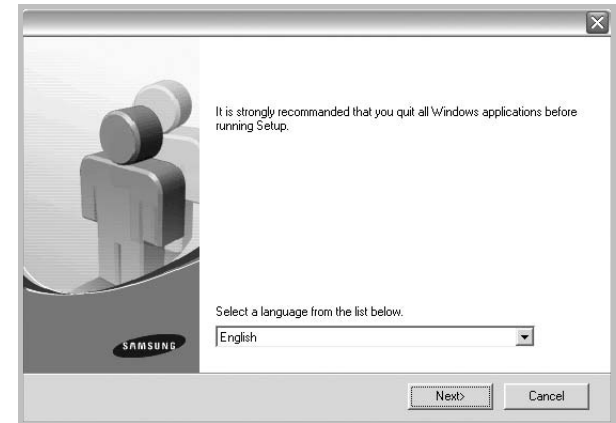 It is strongly recommanded that you quit all Windows applications before
running Setup.
Select a language from the list below.
English
SAMSUNG
Next>
Cancel